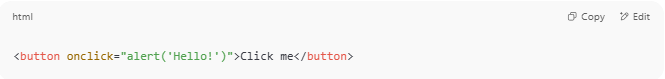 html Copy Edit
<button onclick="alert('Hello!')">Click me</button>